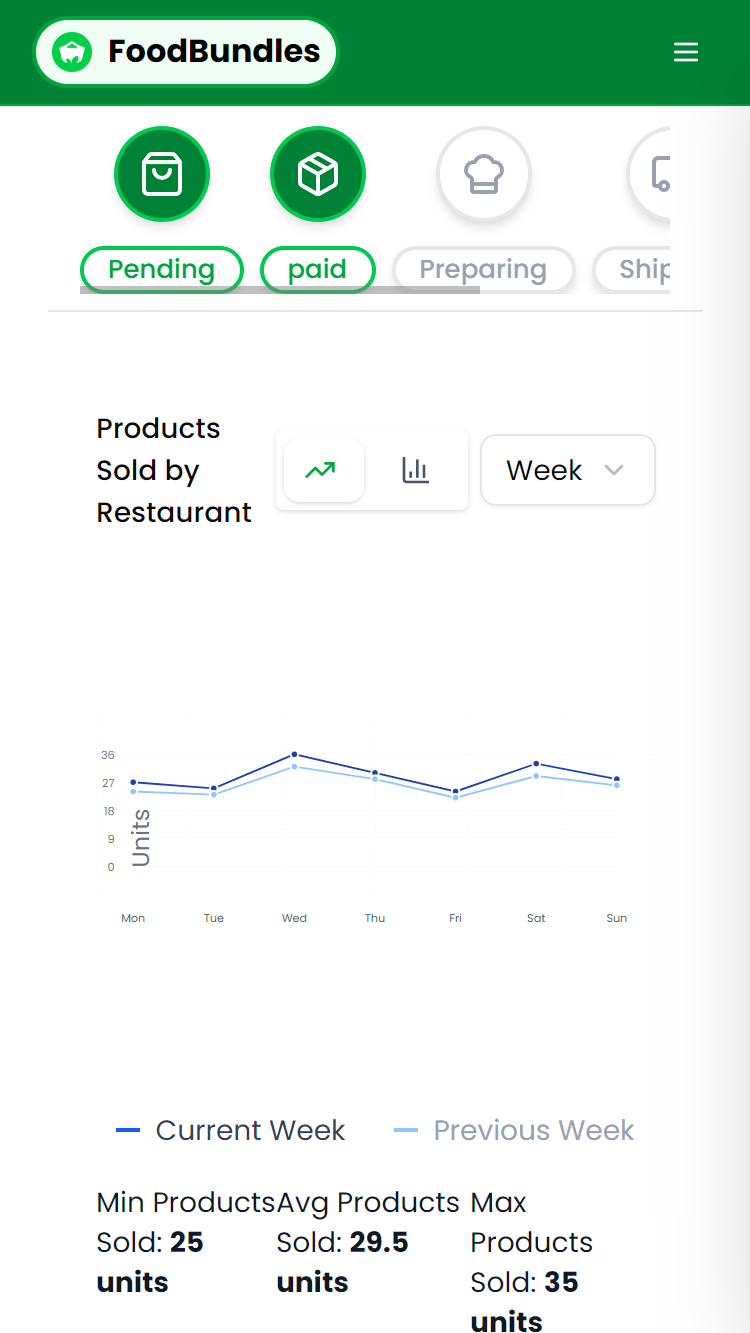 FoodBundles
Pending
paid
Preparing
Ship
Products
Sold by
Restaurant
Week
36
27
18
9
0
Units
Mon Tue Wed Thu Fri Sat Sun
Current Week Previous Week
Min Products
Sold: 25
units
Avg Products
Sold: 29.5
units
Max
Products
Sold: 35
units